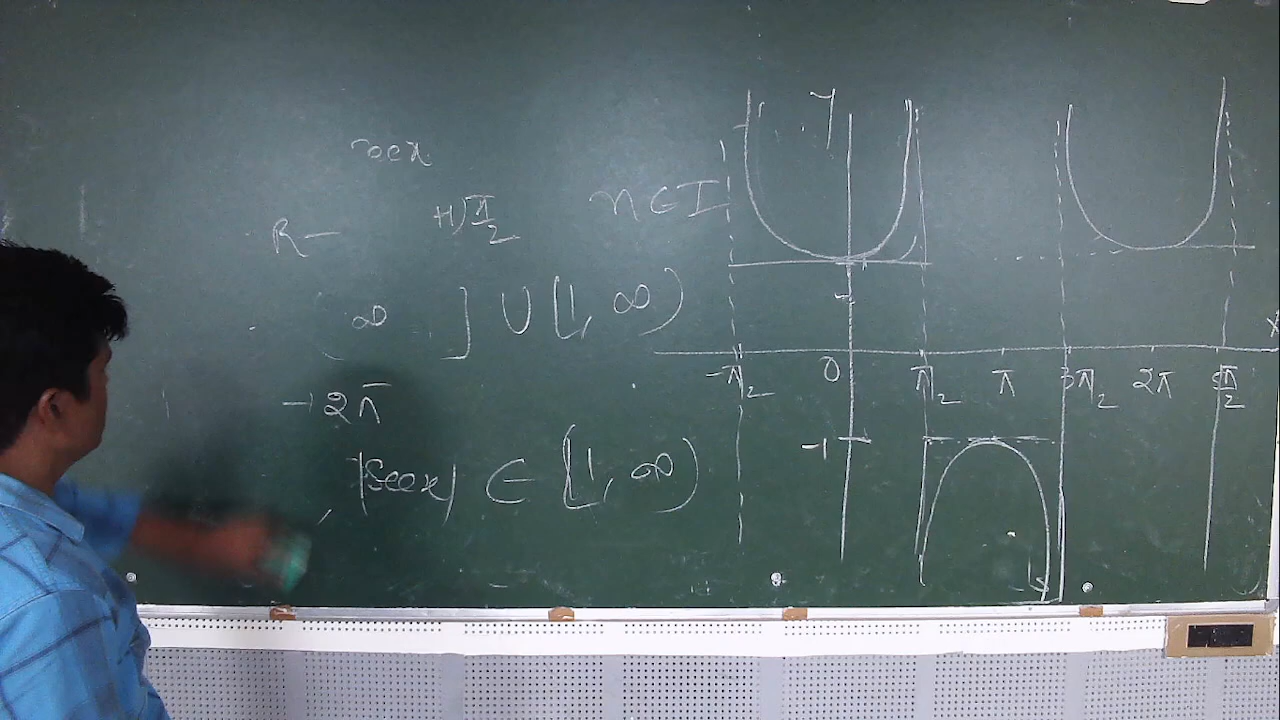 secx
R- +1)π/2 n∈I
∞ ] ∪ [1, ∞)
→ 2π
|secx| ∈ [1, ∞)
Y
X
-π/2 0 π/2 π 3π/2 2π 5π/2
-1